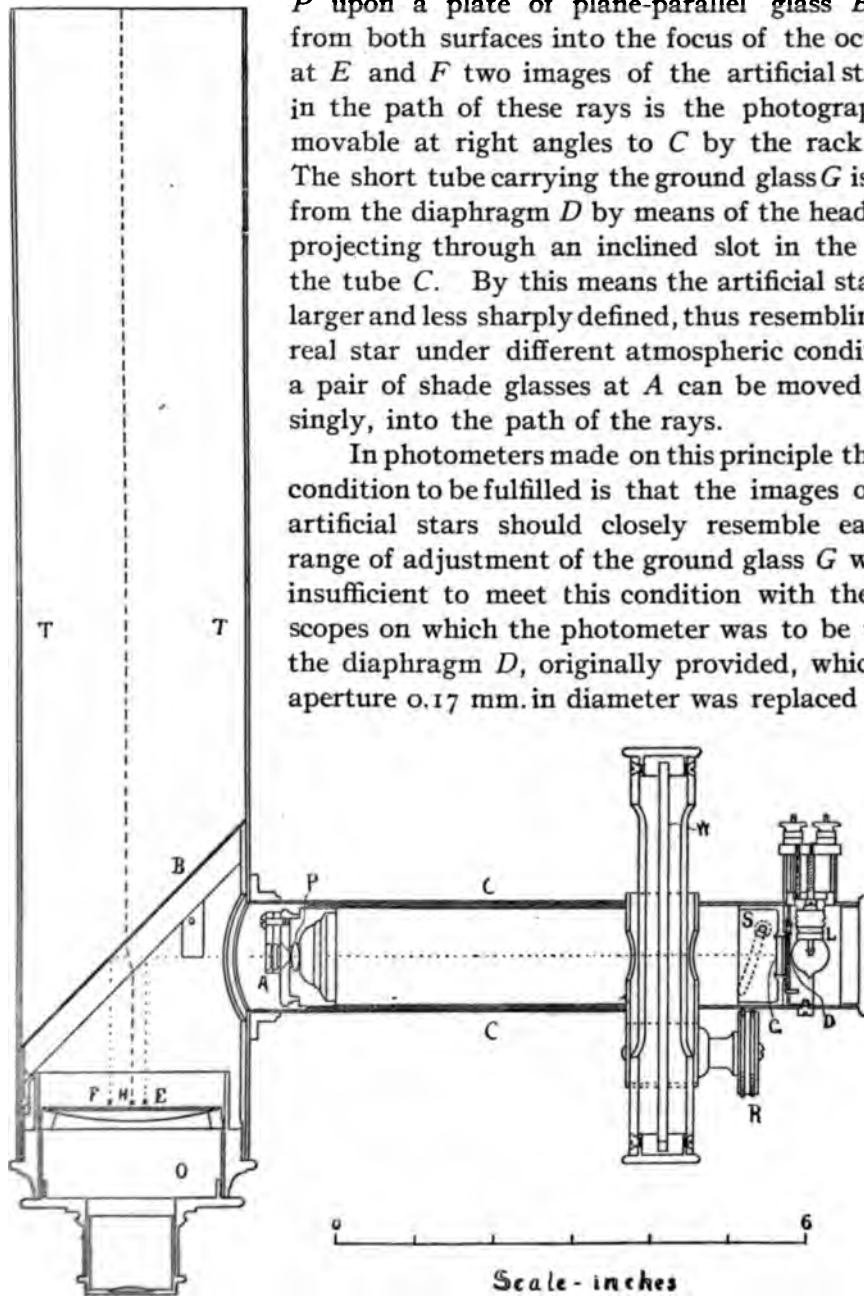 P upon a plate of plane-parallel glass
from both surfaces into the focus of the oc
at E and F two images of the artificial st
in the path of these rays is the photograp
movable at right angles to C by the rack
The short tube carrying the ground glass G is
from the diaphragm D by means of the head
projecting through an inclined slot in the
the tube C. By this means the artificial sta
larger and less sharply defined, thus resemblin
real star under different atmospheric condi
a pair of shade glasses at A can be moved
singly, into the path of the rays.
In photometers made on this principle th
condition to be fulfilled is that the images o
artificial stars should closely resemble ea
range of adjustment of the ground glass G w
insufficient to meet this condition with the
scopes on which the photometer was to be
the diaphragm D, originally provided, whic
aperture 0.17 mm. in diameter was replaced
T T
B
P C W
S L
A
C G D
F H E
R
O
0 6
Scale - inches